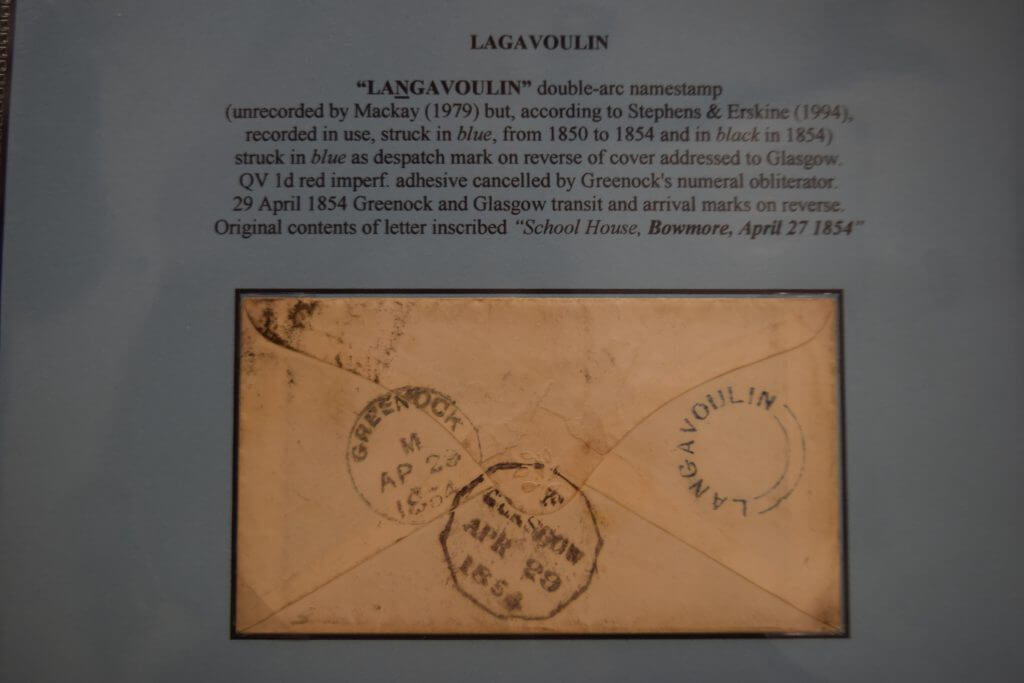 LAGAVOULIN
“LANGAVOULIN” double-arc namestamp
(unrecorded by Mackay (1979) but, according to Stephens & Erskine (1994),
recorded in use, struck in blue, from 1850 to 1854 and in black in 1854)
struck in blue as despatch mark on reverse of cover addressed to Glasgow.
QV 1d red imperf. adhesive cancelled by Greenock's numeral obliterator.
29 April 1854 Greenock and Glasgow transit and arrival marks on reverse.
Original contents of letter inscribed “School House, Bowmore, April 27 1854”
GREENOCK
M
AP 29
1854
LANGAVOULIN
F
GLASGOW
APR 29
1854